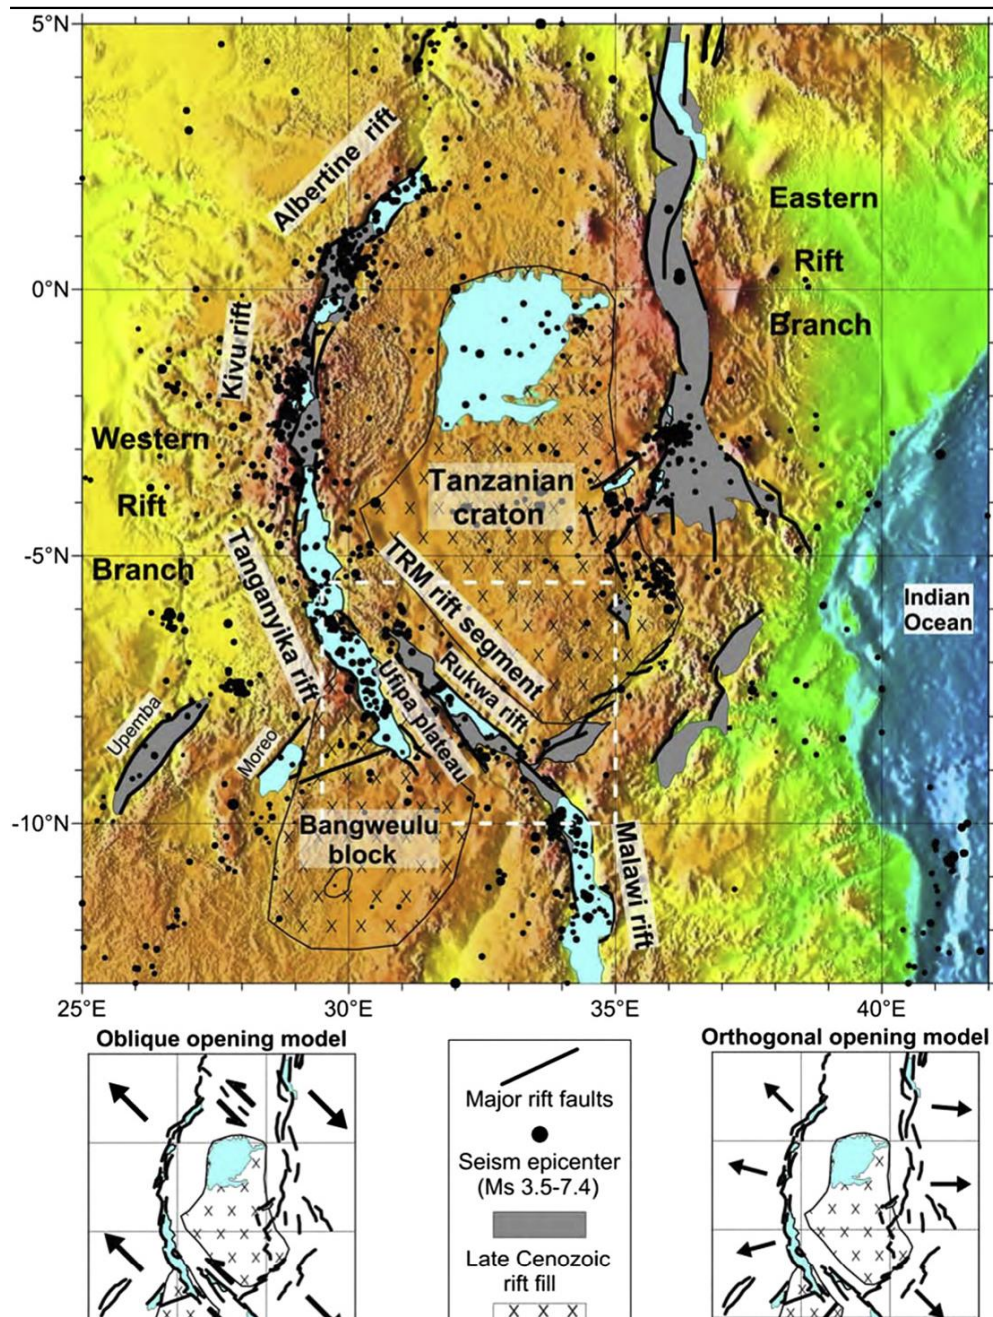 5°N
Albertine rift
Eastern
Rift
Branch
0°N
Kivu rift
Western
Rift
Branch
Tanzanian
craton
-5°N
Tanganyika rift
TRM rift segment
Indian
Ocean
Ufipa plateau
Rukwa rift
Upemba
Moreo
-10°N
Bangweulu
block
Malawi rift
25°E
30°E
35°E
40°E
Oblique opening model
Orthogonal opening model
Major rift faults
Seism epicenter
(Ms 3.5-7.4)
Late Cenozoic
rift fill